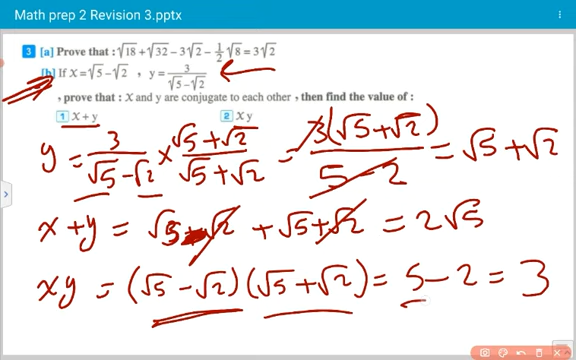 Math prep 2 Revision 3.pptx
3 [a] Prove that : √18 + √32 − 3√2 − ½√8 = 3√2
[b] If X = √5 − √2 , y = 3/(√5 − √2)
, prove that : X and y are conjugate to each other , then find the value of :
1 X + y 2 X y
y = 3/(√5 − √2) × (√5 + √2)/(√5 + √2) = 3(√5 + √2)/(5 − 2) = √5 + √2
x + y = √5 − √2 + √5 + √2 = 2√5
xy = (√5 − √2)(√5 + √2) = 5 − 2 = 3